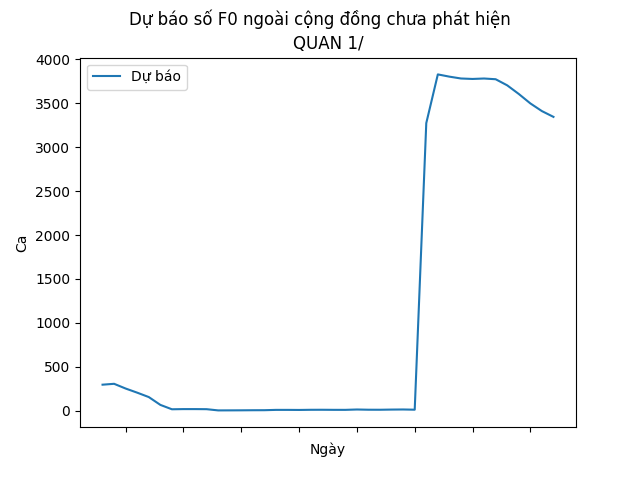 Dự báo số F0 ngoài cộng đồng chưa phát hiện
QUAN 1/
Dự báo
4000
3500
3000
2500
2000
1500
1000
500
0
Ca
Ngày